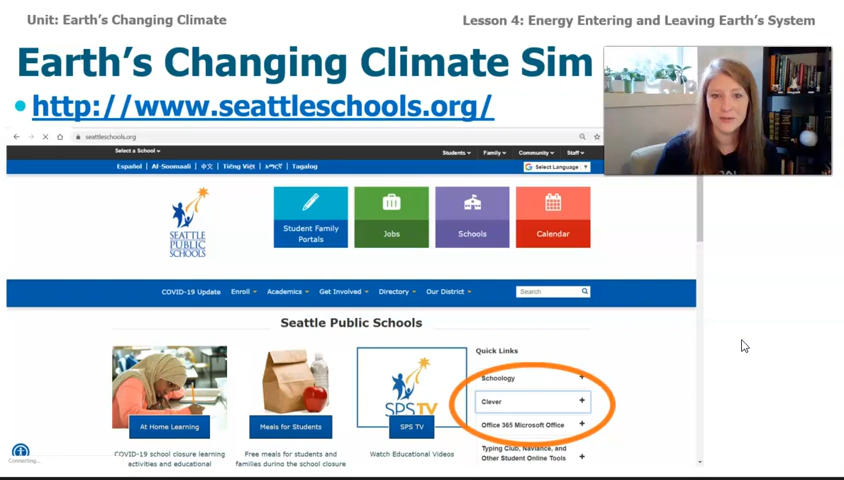 Unit: Earth's Changing Climate
Lesson 4: Energy Entering and Leaving Earth's System
Earth's Changing Climate Sim
• http://www.seattleschools.org/
seattleschools.org
Select a School
Students
Family
Community
Staff
Español | Af-Soomaali | 中文 | Tiếng Việt | አማርኛ | Tagalog
Select Language
SEATTLE
PUBLIC
SCHOOLS
Student Family
Portals
Jobs
Schools
Calendar
COVID-19 Update
Enroll
Academics
Get Involved
Directory
Our District
Search
Seattle Public Schools
Quick Links
Schoology +
Clever +
Office 365 Microsoft Office +
Typing Club, Naviance, and
Other Student Online Tools +
SPS TV
At Home Learning
Meals for Students
SPS TV
COVID-19 school closure learning
activities and educational
Free meals for students and
families during the school closure
Watch Educational Videos
Connecting...